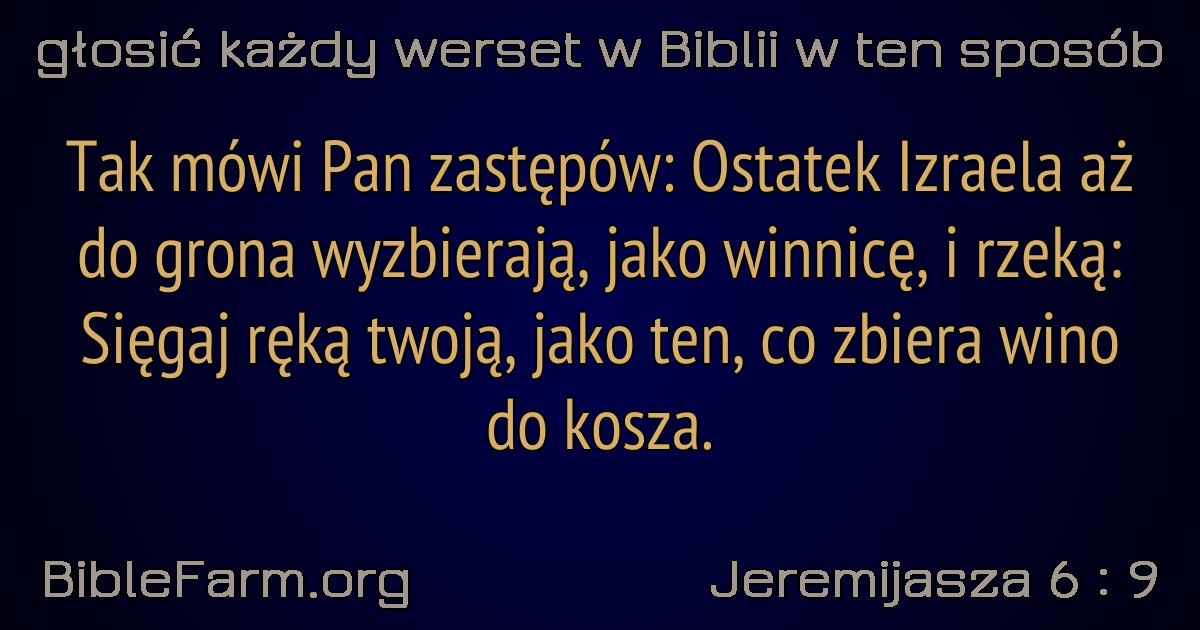 głosić każdy werset w Biblii w ten sposób
Tak mówi Pan zastępów: Ostatek Izraela aż
do grona wyzbierają, jako winnicę, i rzeką:
Sięgaj ręką twoją, jako ten, co zbiera wino
do kosza.
BibleFarm.org
Jeremijasza 6 : 9